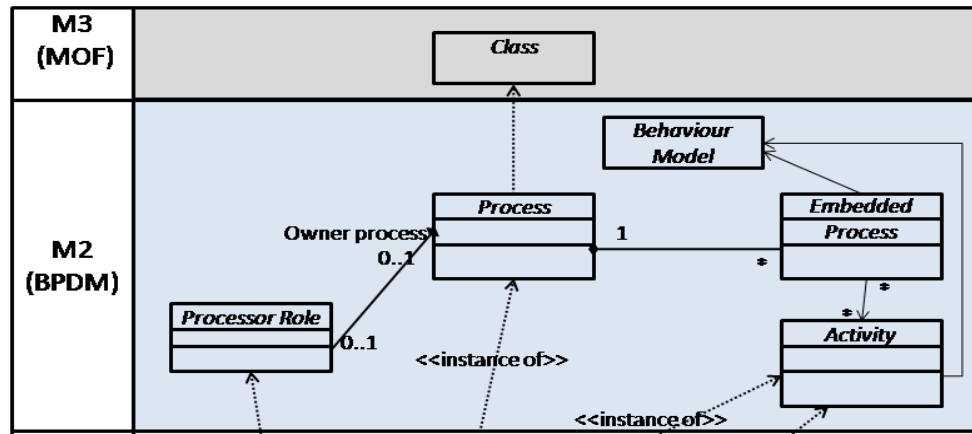 M3
(MOF)
Class
M2
(BPDM)
Behaviour
Model
Process
Embedded
Process
Owner process
0..1
1
*
Processor Role
0..1
*
*
Activity
<<instance of>>
<<instance of>>